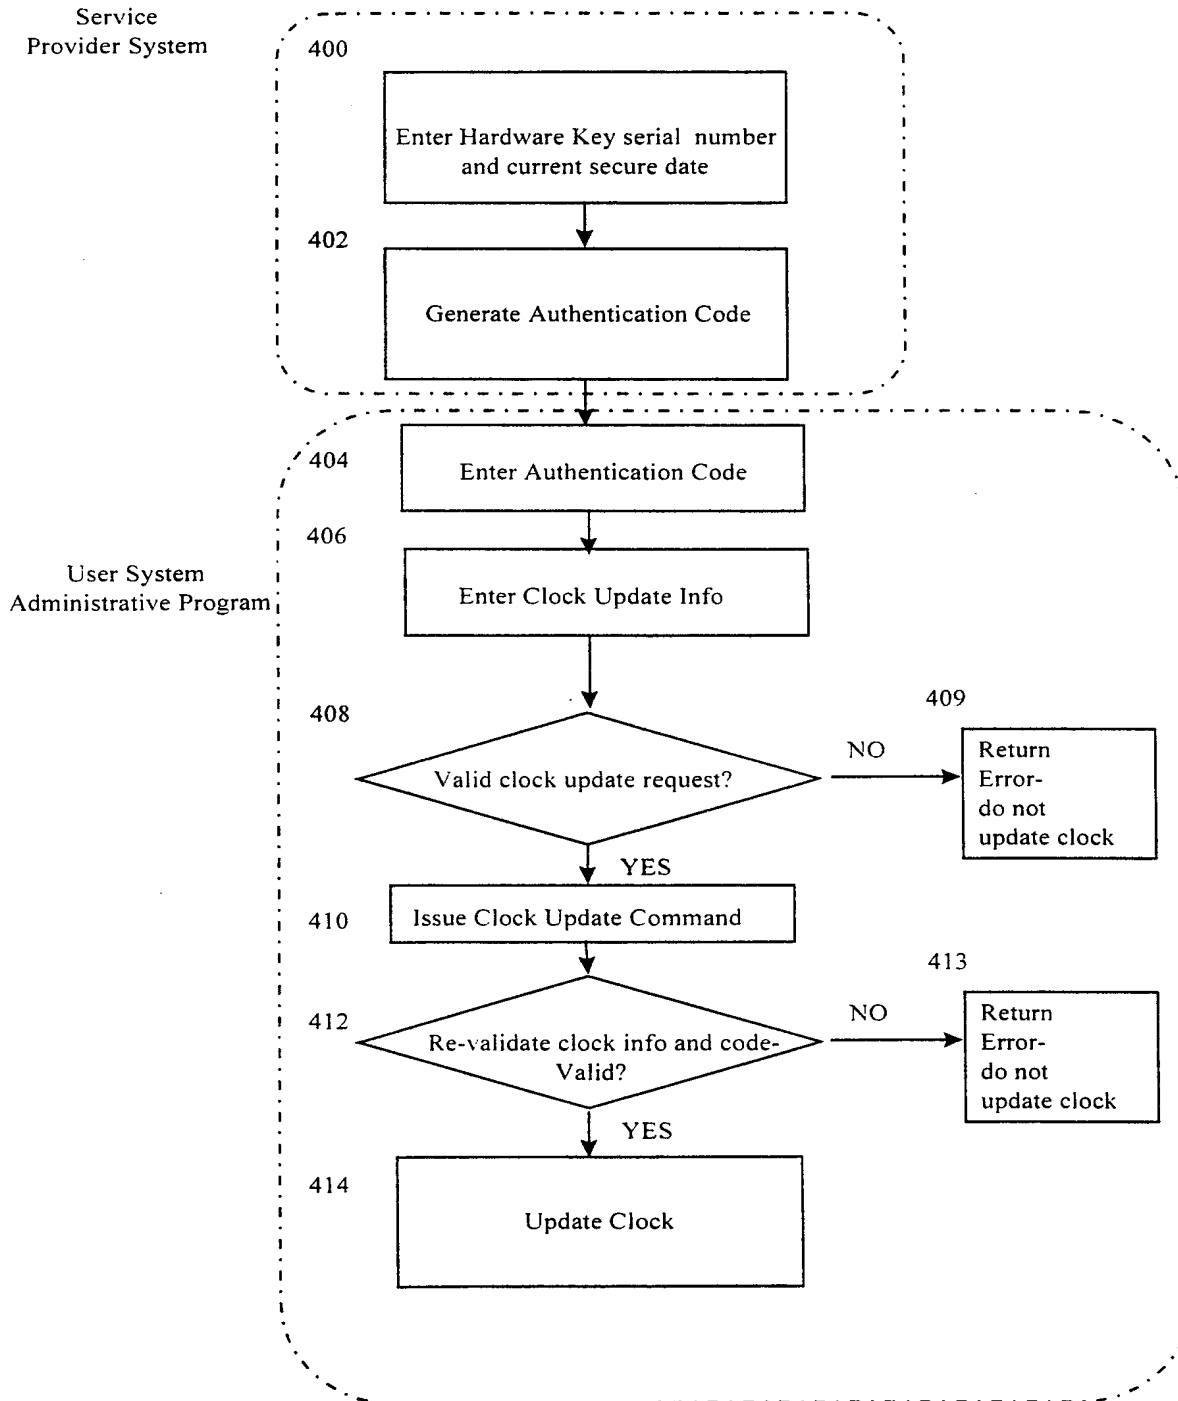 Service
Provider System
400
Enter Hardware Key serial number
and current secure date
402
Generate Authentication Code
404
Enter Authentication Code
406
User System
Administrative Program
Enter Clock Update Info
408
Valid clock update request?
NO
409
Return
Error-
do not
update clock
YES
410
Issue Clock Update Command
412
Re-validate clock info and code-
Valid?
NO
413
Return
Error-
do not
update clock
YES
414
Update Clock